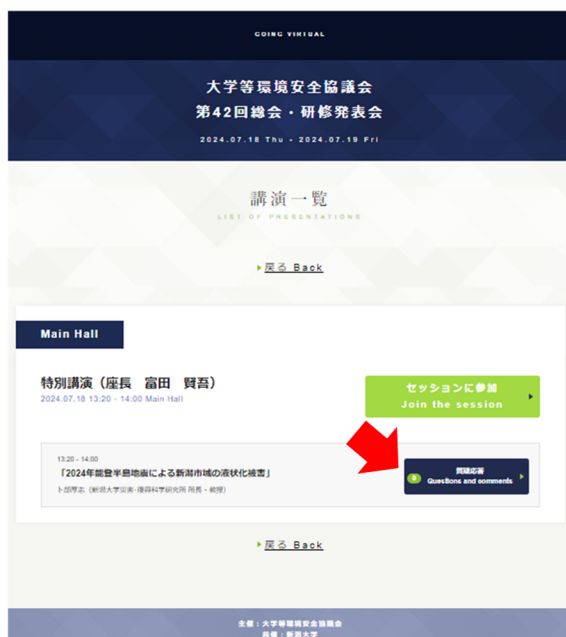 GOING VIRTUAL
大学等環境安全協議会
第42回総会・研修発表会
2024.07.18 Thu - 2024.07.19 Fri
講演一覧
LIST OF PRESENTATIONS
戻る Back
Main Hall
特別講演（座長　富田　賢吾）
2024.07.18 13:20 - 14:00 Main Hall
セッションに参加
Join the session
13:20 - 14:00
「2024年能登半島地震による新潟市域の液状化被害」
卜部厚志（新潟大学災害・復興科学研究所 所長・教授）
質疑応答
0 Questions and comments
戻る Back
主催：大学等環境安全協議会
共催：新潟大学